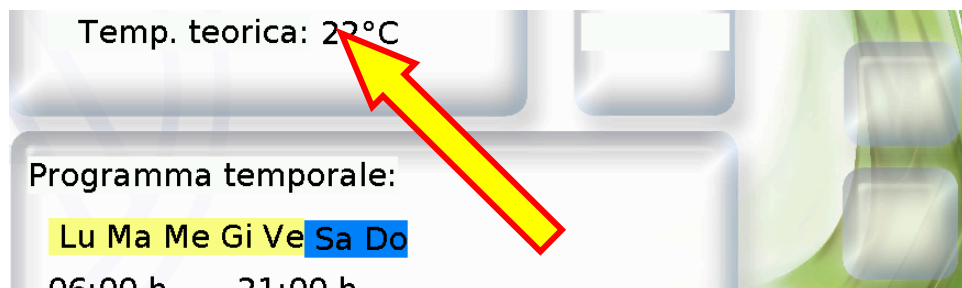 Temp. teorica: 22°C
Programma temporale:
Lu Ma Me Gi Ve Sa Do
06:00 h 21:00 h